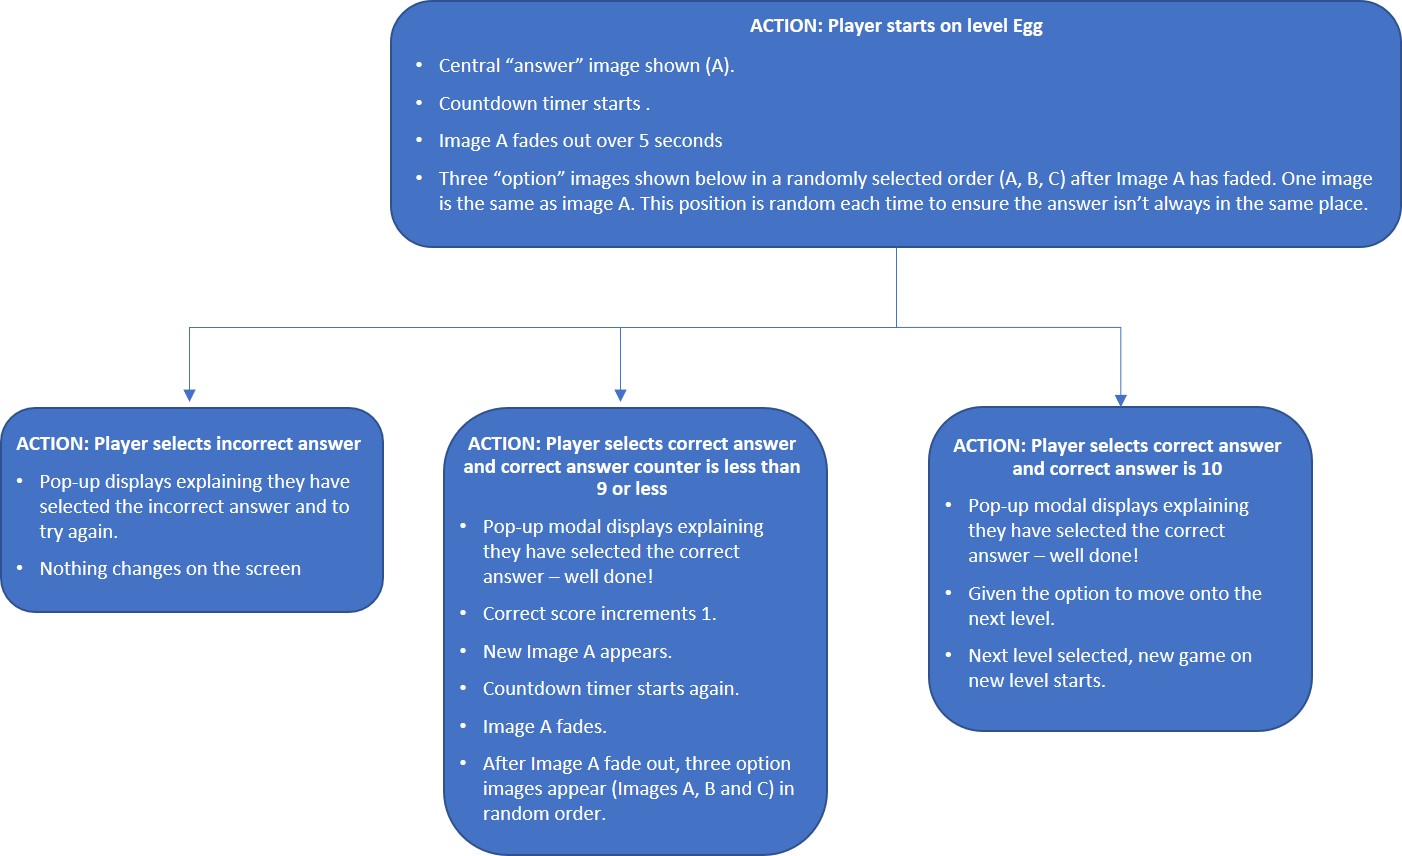 ACTION: Player starts on level Egg
• Central “answer” image shown (A).
• Countdown timer starts .
• Image A fades out over 5 seconds
• Three “option” images shown below in a randomly selected order (A, B, C) after Image A has faded. One image
is the same as image A. This position is random each time to ensure the answer isn’t always in the same place.
ACTION: Player selects incorrect answer
• Pop-up displays explaining they have
selected the incorrect answer and to
try again.
• Nothing changes on the screen
ACTION: Player selects correct answer
and correct answer counter is less than
9 or less
• Pop-up modal displays explaining
they have selected the correct
answer – well done!
• Correct score increments 1.
• New Image A appears.
• Countdown timer starts again.
• Image A fades.
• After Image A fade out, three option
images appear (Images A, B and C) in
random order.
ACTION: Player selects correct answer
and correct answer is 10
• Pop-up modal displays explaining
they have selected the correct
answer – well done!
• Given the option to move onto the
next level.
• Next level selected, new game on
new level starts.